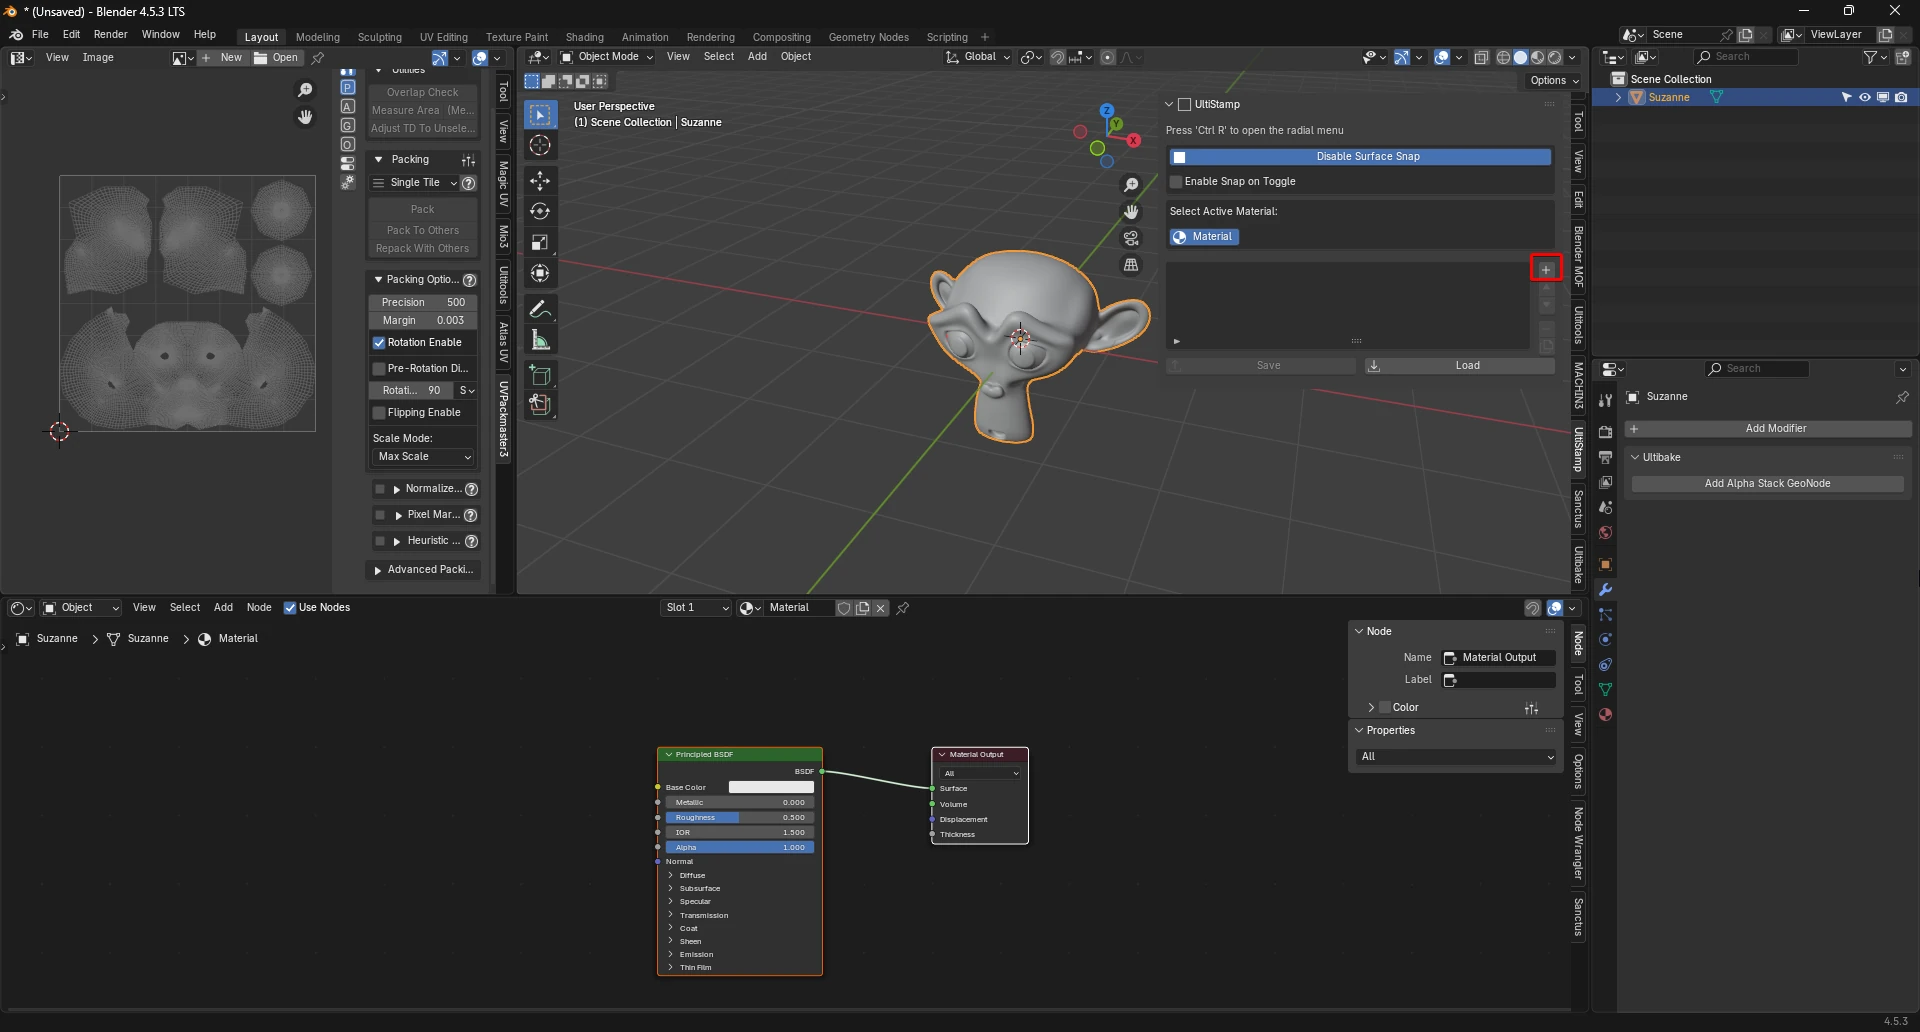 * (Unsaved) - Blender 4.5.3 LTS
File Edit Render Window Help
Layout Modeling Sculpting UV Editing Texture Paint Shading Animation Rendering Compositing Geometry Nodes Scripting +
Scene
ViewLayer
View Image
+ New
Open
Object Mode View Select Add Object
Global
Search
Options
Utilities
Overlap Check
Measure Area (Me...
Adjust TD To Unsele...
Packing
Single Tile
Pack
Pack To Others
Repack With Others
Packing Optio...
Precision 500
Margin 0.003
Rotation Enable
Pre-Rotation Di...
Rotati... 90 S
Flipping Enable
Scale Mode:
Max Scale
Normalize...
Pixel Mar...
Heuristic ...
Advanced Packi...
P
A
G
O
Tool
View
Magic UV
Mio3
Ultitools
Atlas UV
UVPackmaster3
User Perspective
(1) Scene Collection | Suzanne
Z
Y
X
UltiStamp
Press 'Ctrl R' to open the radial menu
Disable Surface Snap
Enable Snap on Toggle
Select Active Material:
Material
+
Save
Load
Tool
View
Edit
Blender MOF
Ultitools
MACHIN3
UltiStamp
Sanctus
Ultibake
Scene Collection
Suzanne
Search
Suzanne
+ Add Modifier
Ultibake
Add Alpha Stack GeoNode
Object View Select Add Node Use Nodes
Slot 1
Material
Suzanne > Suzanne > Material
Principled BSDF
BSDF
Base Color
Metallic 0.000
Roughness 0.500
IOR 1.500
Alpha 1.000
Normal
Diffuse
Subsurface
Specular
Transmission
Coat
Sheen
Emission
Thin Film
Material Output
All
Surface
Volume
Displacement
Thickness
Node
Name Material Output
Label
Color
Properties
All
Node
Tool
View
Options
Node Wrangler
Sanctus
4.5.3